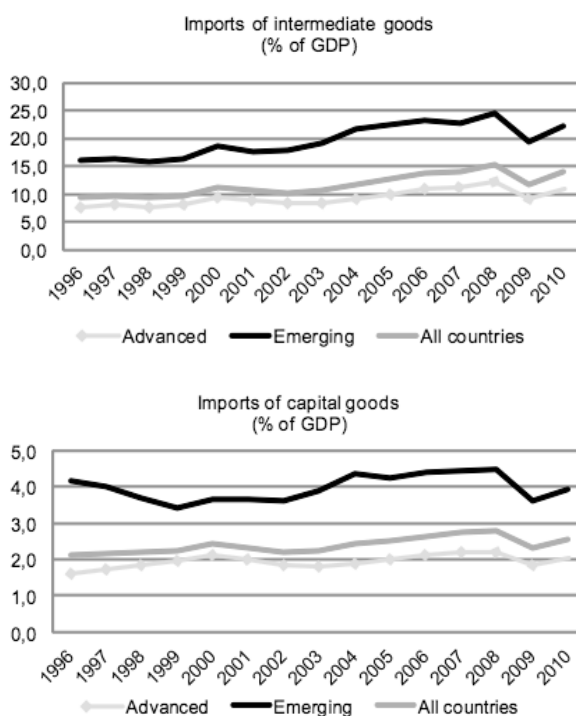 Imports of intermediate goods
(% of GDP)
30,0
25,0
20,0
15,0
10,0
5,0
0,0
1996 1997 1998 1999 2000 2001 2002 2003 2004 2005 2006 2007 2008 2009 2010
Advanced Emerging All countries
Imports of capital goods
(% of GDP)
5,0
4,0
3,0
2,0
1,0
0,0
1996 1997 1998 1999 2000 2001 2002 2003 2004 2005 2006 2007 2008 2009 2010
Advanced Emerging All countries